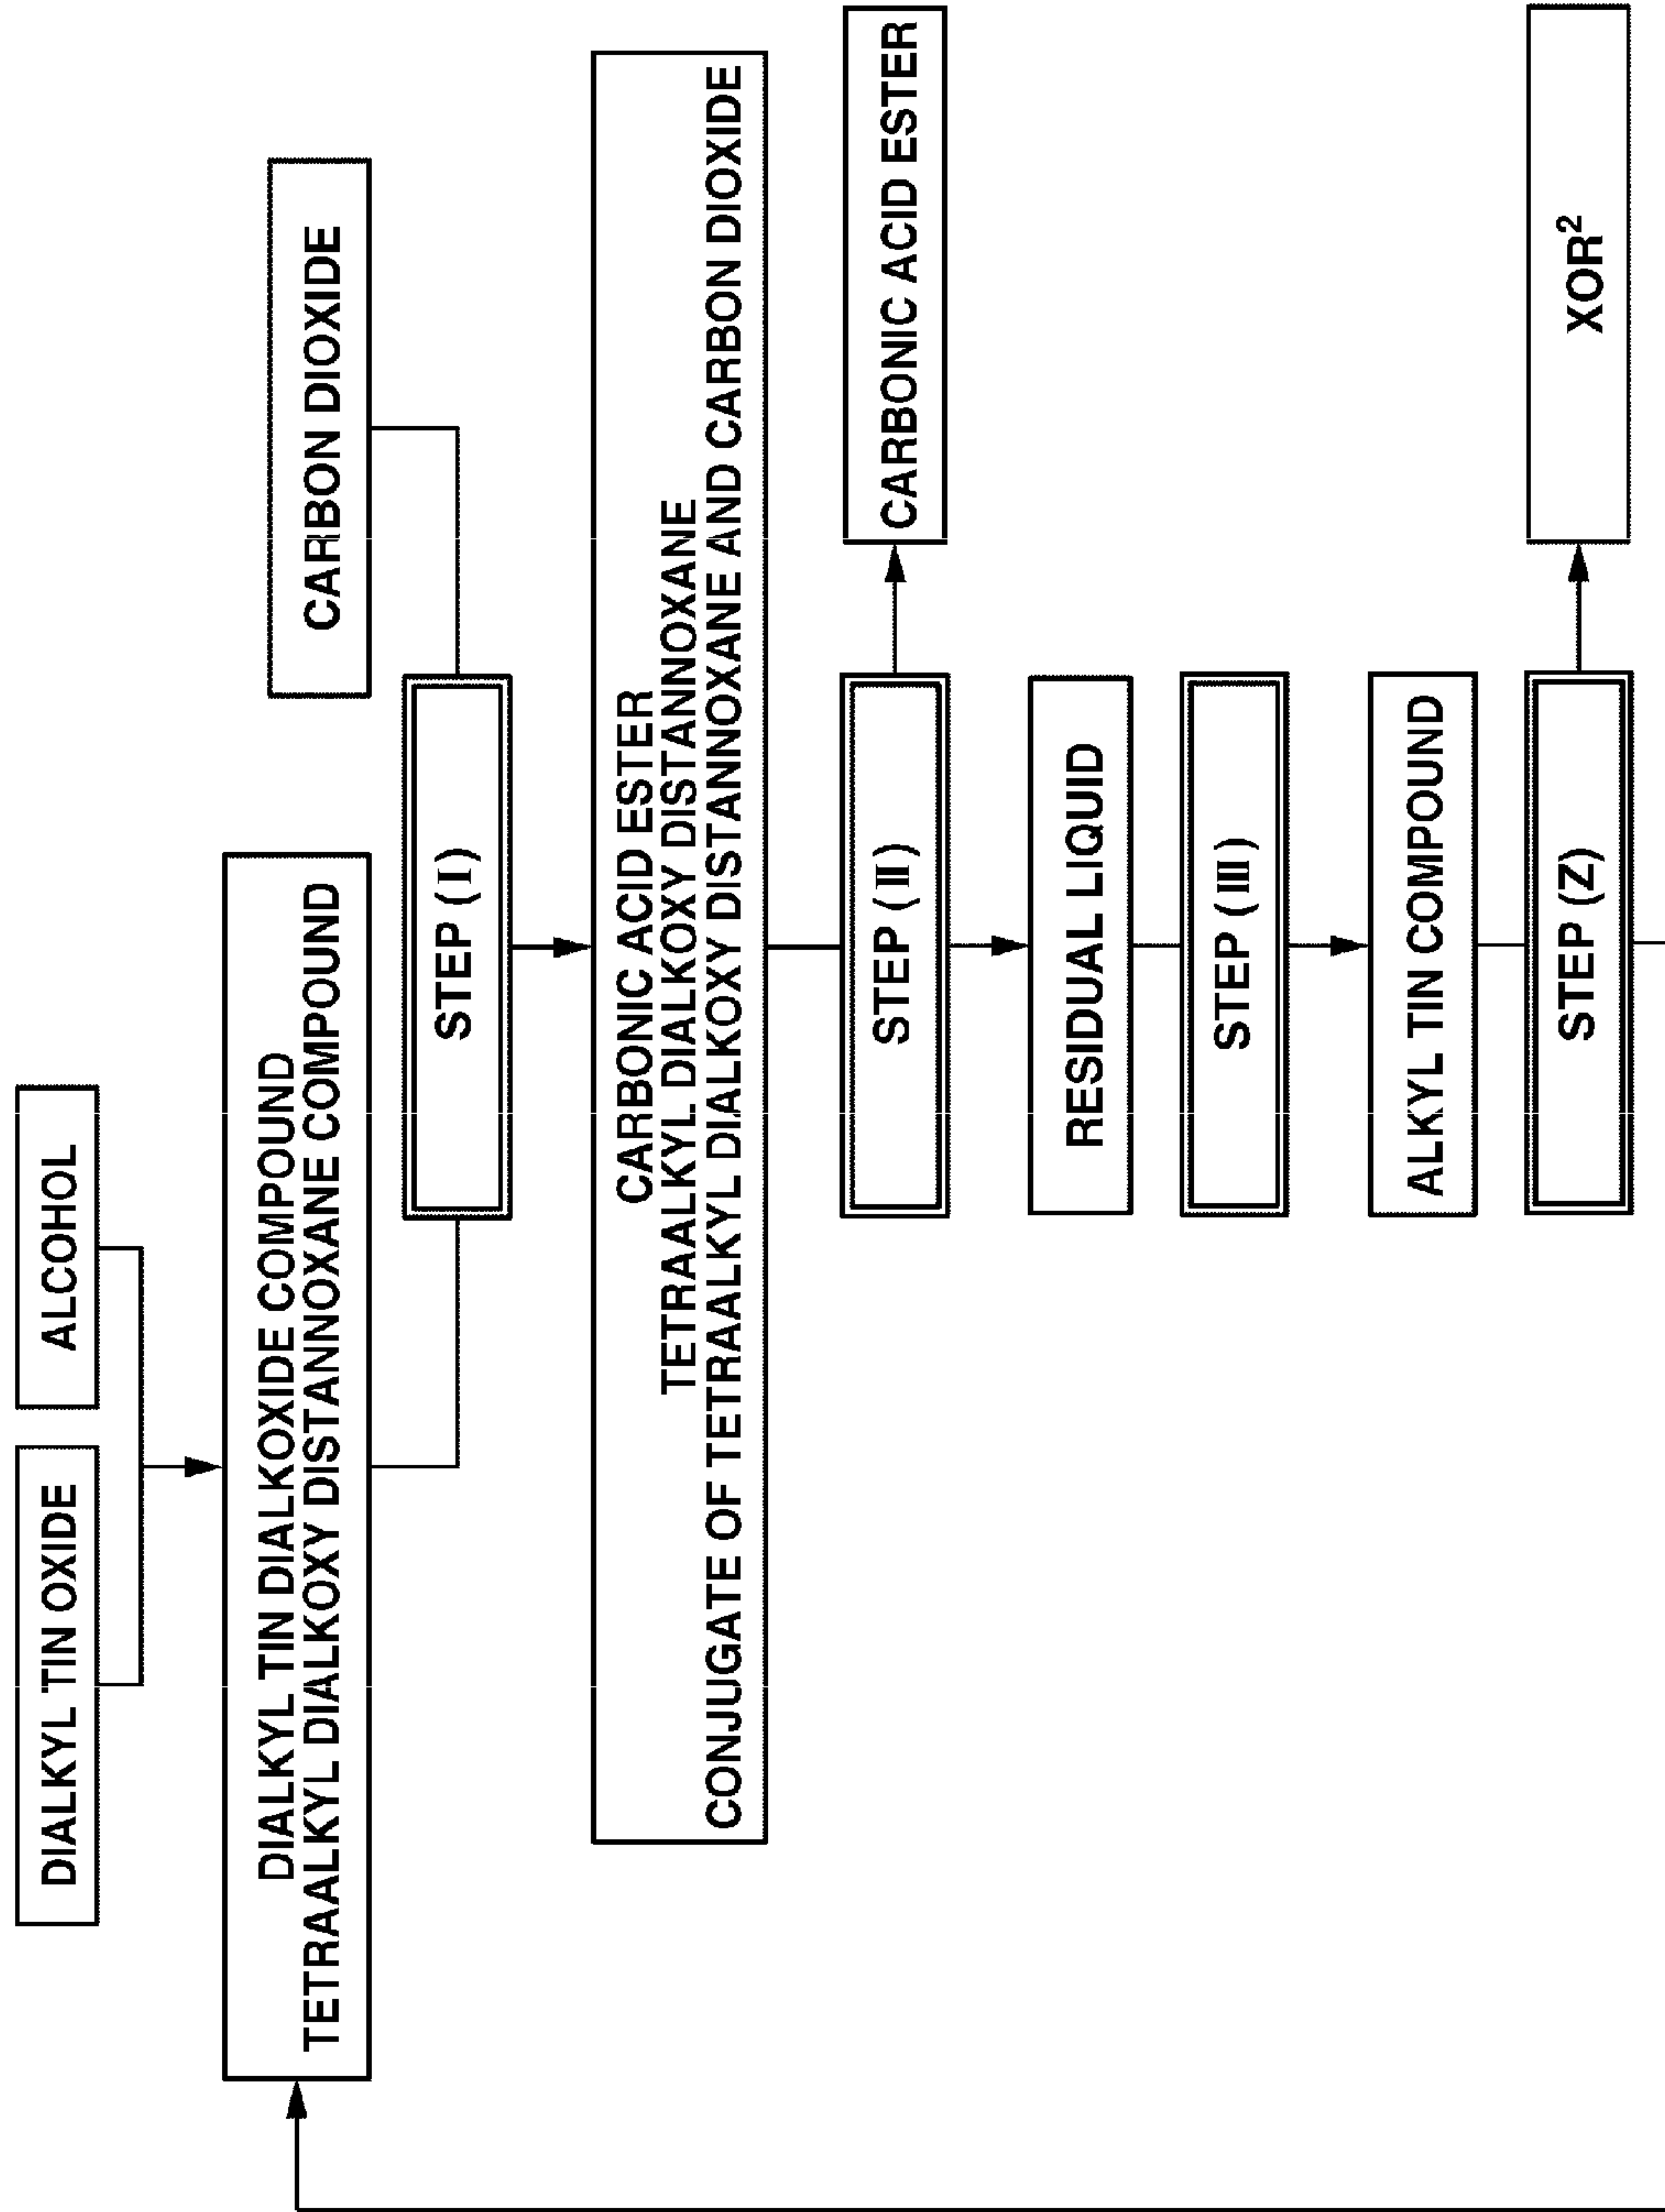 DIALKYL TIN OXIDE
ALCOHOL
DIALKYL TIN DIALKOXIDE COMPOUND
TETRAALKYL DIALKOXY DISTANNOXANE COMPOUND
CARBON DIOXIDE
STEP (I)
CARBONIC ACID ESTER
TETRAALKYL DIALKOXY DISTANNOXANE
CONJUGATE OF TETRAALKYL DIALKOXY DISTANNOXANE AND CARBON DIOXIDE
STEP (II)
CARBONIC ACID ESTER
RESIDUAL LIQUID
STEP (III)
ALKYL TIN COMPOUND
STEP (Z)
XOR²